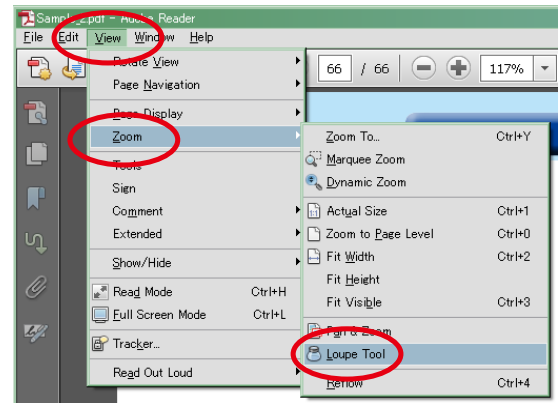 Sample_E.pdf - Adobe Reader
File Edit View Window Help
66 / 66 117%
Rotate View
Page Navigation
Page Display
Zoom
Tools
Sign
Comment
Extended
Show/Hide
Read Mode Ctrl+H
Full Screen Mode Ctrl+L
Tracker...
Read Out Loud
Zoom To... Ctrl+Y
Marquee Zoom
Dynamic Zoom
Actual Size Ctrl+1
Zoom to Page Level Ctrl+0
Fit Width Ctrl+2
Fit Height
Fit Visible Ctrl+3
Pan & Zoom
Loupe Tool
Reflow Ctrl+4